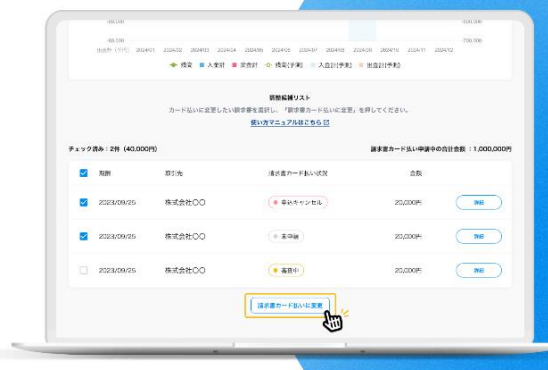 -30,000 -600,000
-40,000 -700,000
2024/01 2024/02 2024/03 2024/04 2024/05 2024/06 2024/07 2024/08 2024/09 2024/10 2024/11 2024/12
残高 入金計 出金計 残高(予測) 入金計(予測) 出金計(予測)
調整候補リスト
カード払いに変更したい請求書を選択し、「請求書カード払いに変更」を押してください。
使い方マニュアルはこちら
チェック済み：2件（40,000円） 請求書カード払い申請中の合計金額：1,000,000円
期限 取引先 請求書カード払い状況 金額
2023/09/25 株式会社〇〇 申込キャンセル 20,000円 詳細
2023/09/25 株式会社〇〇 未申請 20,000円 詳細
2023/09/25 株式会社〇〇 審査中 20,000円 詳細
請求書カード払いに変更